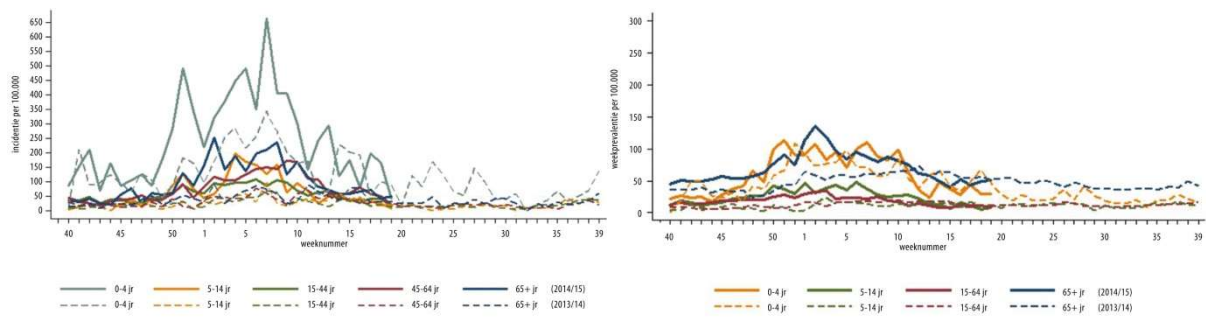 incidentie per 100.000
650
600
550
500
450
400
350
300
250
200
150
100
50
0
40 45 50 1 5 10 15 20 25 30 35 39
weeknummer
0-4 jr 5-14 jr 15-44 jr 45-64 jr 65+ jr (2014/15)
0-4 jr 5-14 jr 15-44 jr 45-64 jr 65+ jr (2013/14)
weekprevalentie per 100.000
300
250
200
150
100
50
0
40 45 50 1 5 10 15 20 25 30 35 39
weeknummer
0-4 jr 5-14 jr 15-64 jr 65+ jr (2014/15)
0-4 jr 5-14 jr 15-64 jr 65+ jr (2013/14)